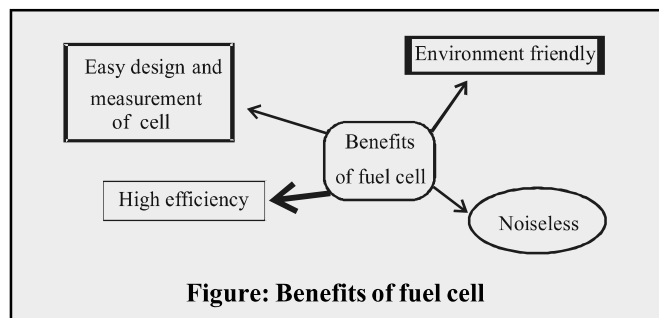 Easy design and
measurement
of cell
Environment friendly
Benefits
of fuel cell
High efficiency
Noiseless
Figure: Benefits of fuel cell